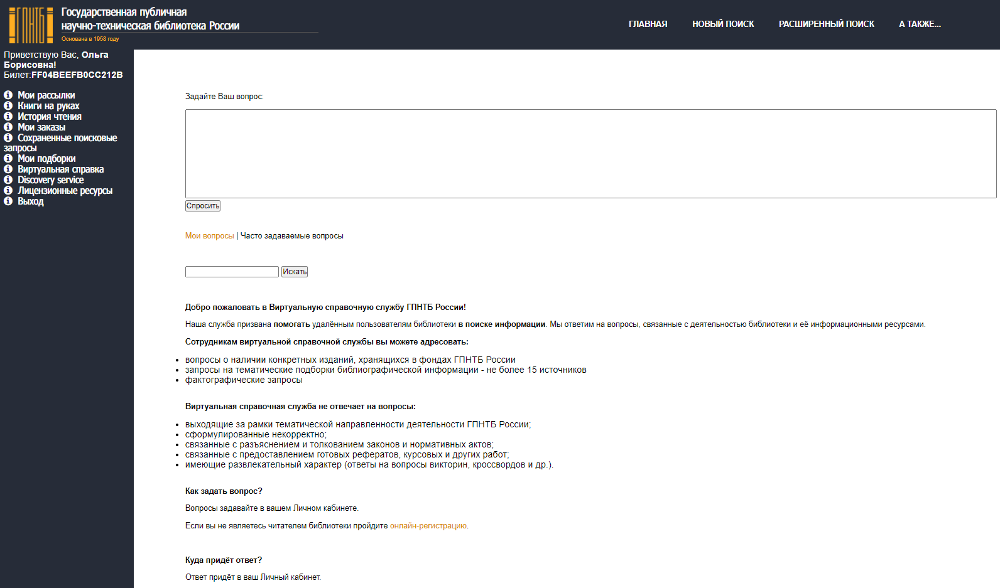 ГПНТБ
Государственная публичная
научно-техническая библиотека России
Основана в 1958 году
ГЛАВНАЯ НОВЫЙ ПОИСК РАСШИРЕННЫЙ ПОИСК А ТАКЖЕ...
Приветствую Вас, Ольга
Борисовна!
Билет:FF04BEEFB0CC212B
Мои рассылки
Книги на руках
История чтения
Мои заказы
Сохраненные поисковые
запросы
Мои подборки
Виртуальная справка
Discovery service
Лицензионные ресурсы
Выход
Задайте Ваш вопрос:
Спросить
Мои вопросы | Часто задаваемые вопросы
Искать
Добро пожаловать в Виртуальную справочную службу ГПНТБ России!
Наша служба призвана помогать удалённым пользователям библиотеки в поиске информации. Мы ответим на вопросы, связанные с деятельностью библиотеки и её информационными ресурсами.
Сотрудникам виртуальной справочной службы вы можете адресовать:
вопросы о наличии конкретных изданий, хранящихся в фондах ГПНТБ России
запросы на тематические подборки библиографической информации - не более 15 источников
фактографические запросы
Виртуальная справочная служба не отвечает на вопросы:
выходящие за рамки тематической направленности деятельности ГПНТБ России;
сформулированные некорректно;
связанные с разъяснением и толкованием законов и нормативных актов;
связанные с предоставлением готовых рефератов, курсовых и других работ;
имеющие развлекательный характер (ответы на вопросы викторин, кроссвордов и др.).
Как задать вопрос?
Вопросы задавайте в вашем Личном кабинете.
Если вы не являетесь читателем библиотеки пройдите онлайн-регистрацию.
Куда придёт ответ?
Ответ придёт в ваш Личный кабинет.